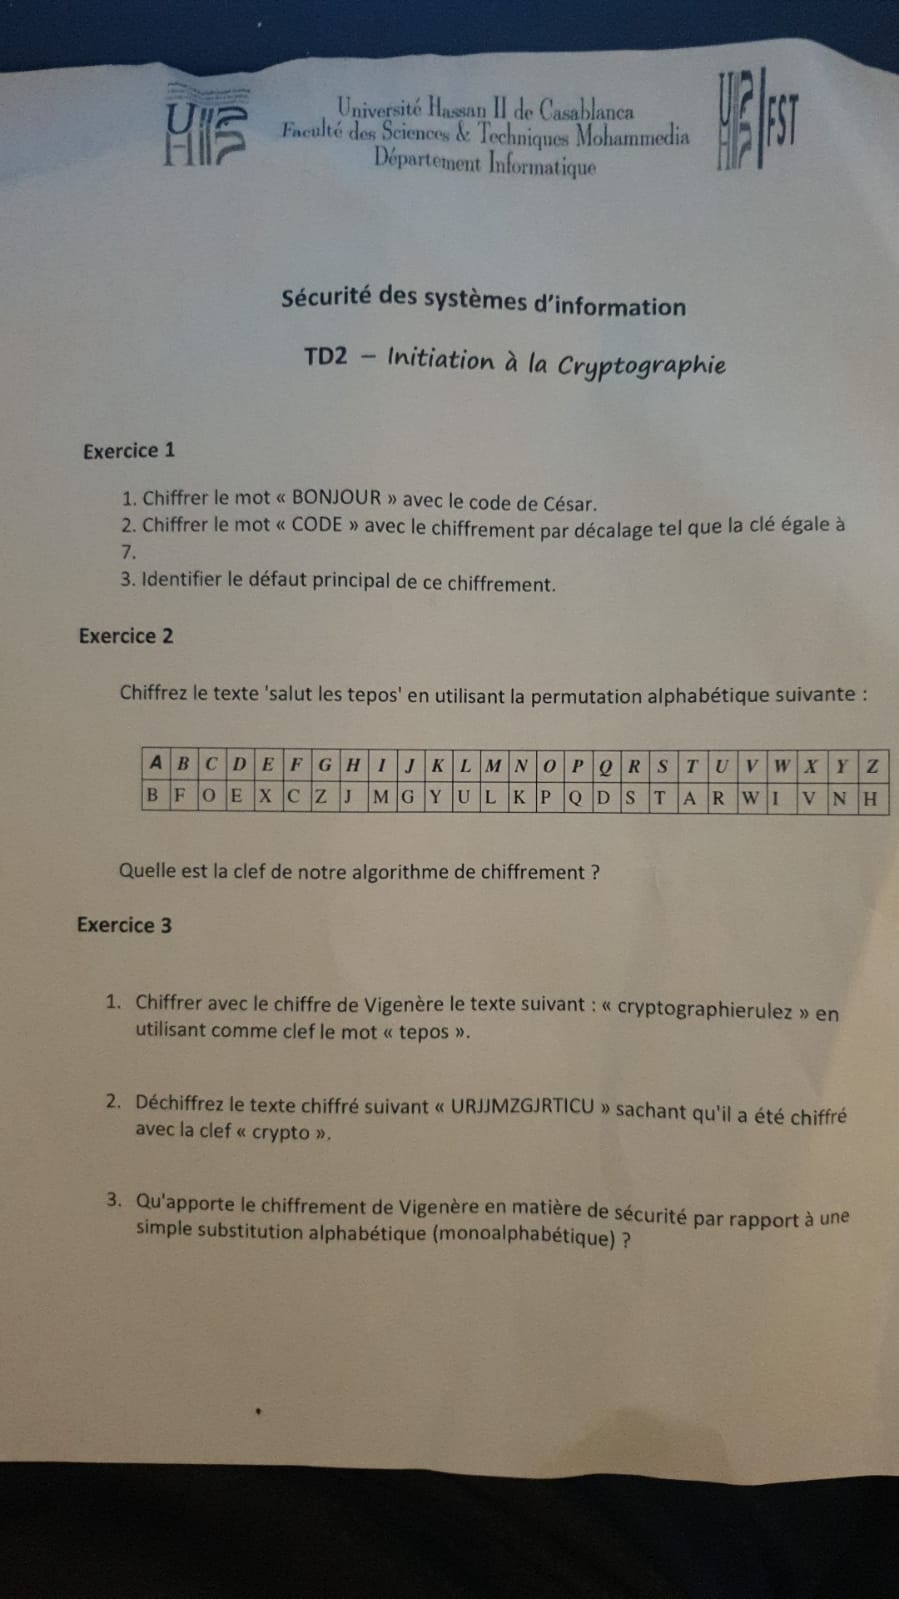 UH2C
Université Hassan II de Casablanca
Faculté des Sciences & Techniques Mohammedia
Département Informatique
FST
Sécurité des systèmes d'information
TD2 – Initiation à la Cryptographie
Exercice 1
1. Chiffrer le mot « BONJOUR » avec le code de César.
2. Chiffrer le mot « CODE » avec le chiffrement par décalage tel que la clé égale à
7.
3. Identifier le défaut principal de ce chiffrement.
Exercice 2
Chiffrez le texte 'salut les tepos' en utilisant la permutation alphabétique suivante :
A B C D E F G H I J K L M N O P Q R S T U V W X Y Z
B F O E X C Z J M G Y U L K P Q D S T A R W I V N H
Quelle est la clef de notre algorithme de chiffrement ?
Exercice 3
1. Chiffrer avec le chiffre de Vigenère le texte suivant : « cryptographierulez » en
utilisant comme clef le mot « tepos ».
2. Déchiffrez le texte chiffré suivant « URJJMZGJRTICU » sachant qu'il a été chiffré
avec la clef « crypto ».
3. Qu'apporte le chiffrement de Vigenère en matière de sécurité par rapport à une
simple substitution alphabétique (monoalphabétique) ?